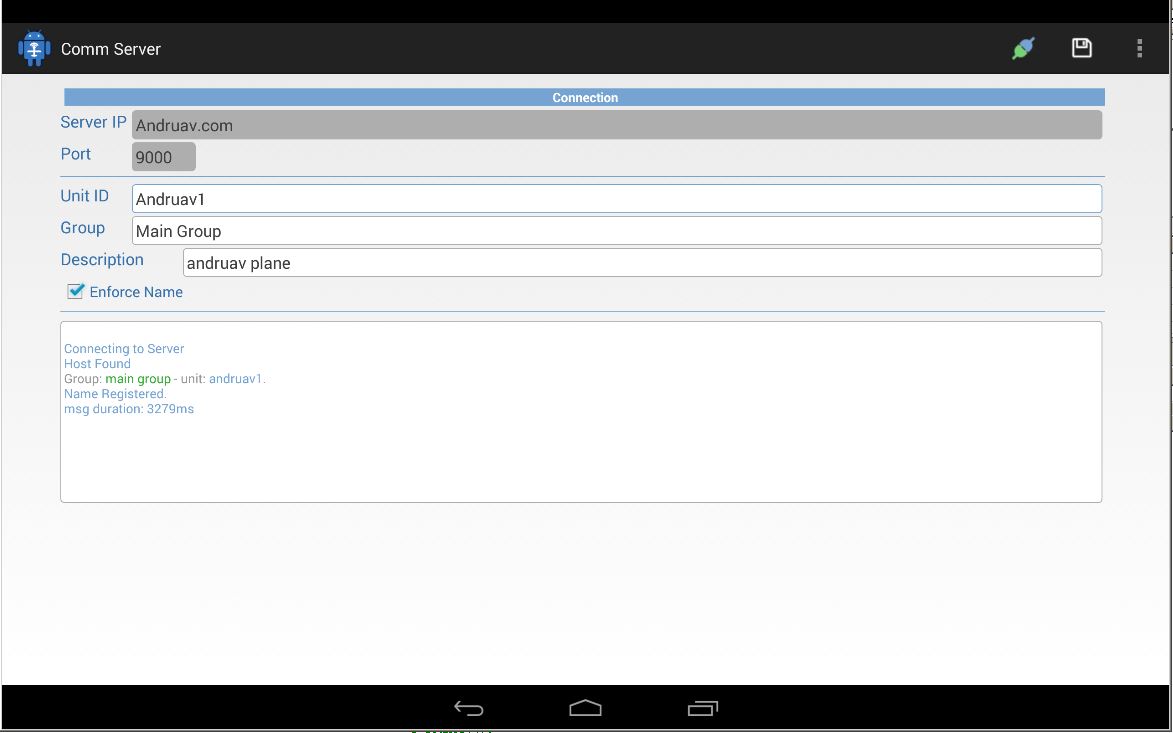 Comm Server
Connection
Server IP Andruav.com
Port 9000
Unit ID Andruav1
Group Main Group
Description andruav plane
Enforce Name
Connecting to Server
Host Found
Group: main group - unit: andruav1.
Name Registered.
msg duration: 3279ms